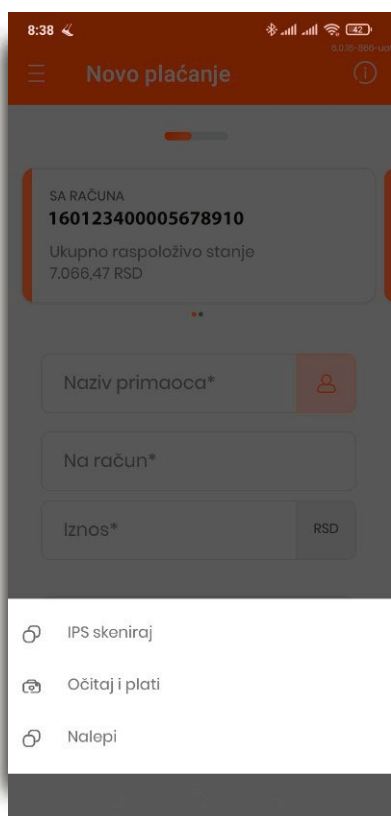 8:38
42
Novo plaćanje
SA RAČUNA
160123400005678910
Ukupno raspoloživo stanje
7.066,47 RSD
Naziv primaoca*
Na račun*
Iznos*
RSD
IPS skeniraj
Očitaj i plati
Nalepi